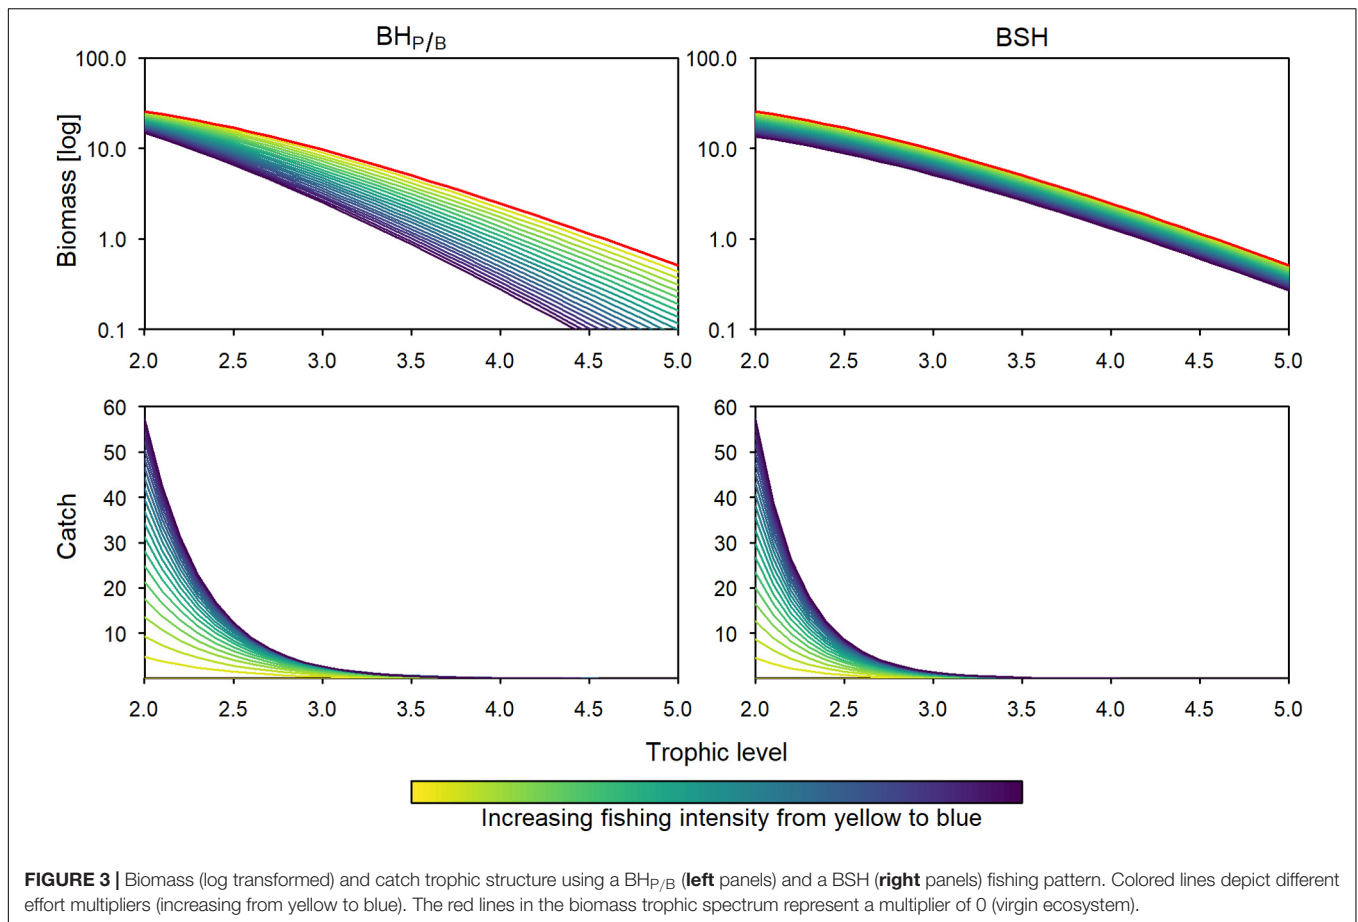 BHP/B
BSH
100.0
10.0
1.0
0.1
Biomass [log]
2.0 2.5 3.0 3.5 4.0 4.5 5.0
100.0
10.0
1.0
0.1
2.0 2.5 3.0 3.5 4.0 4.5 5.0
60
50
40
30
20
10
Catch
2.0 2.5 3.0 3.5 4.0 4.5 5.0
60
50
40
30
20
10
2.0 2.5 3.0 3.5 4.0 4.5 5.0
Trophic level
Increasing fishing intensity from yellow to blue
FIGURE 3 | Biomass (log transformed) and catch trophic structure using a BHP/B (left panels) and a BSH (right panels) fishing pattern. Colored lines depict different
effort multipliers (increasing from yellow to blue). The red lines in the biomass trophic spectrum represent a multiplier of 0 (virgin ecosystem).